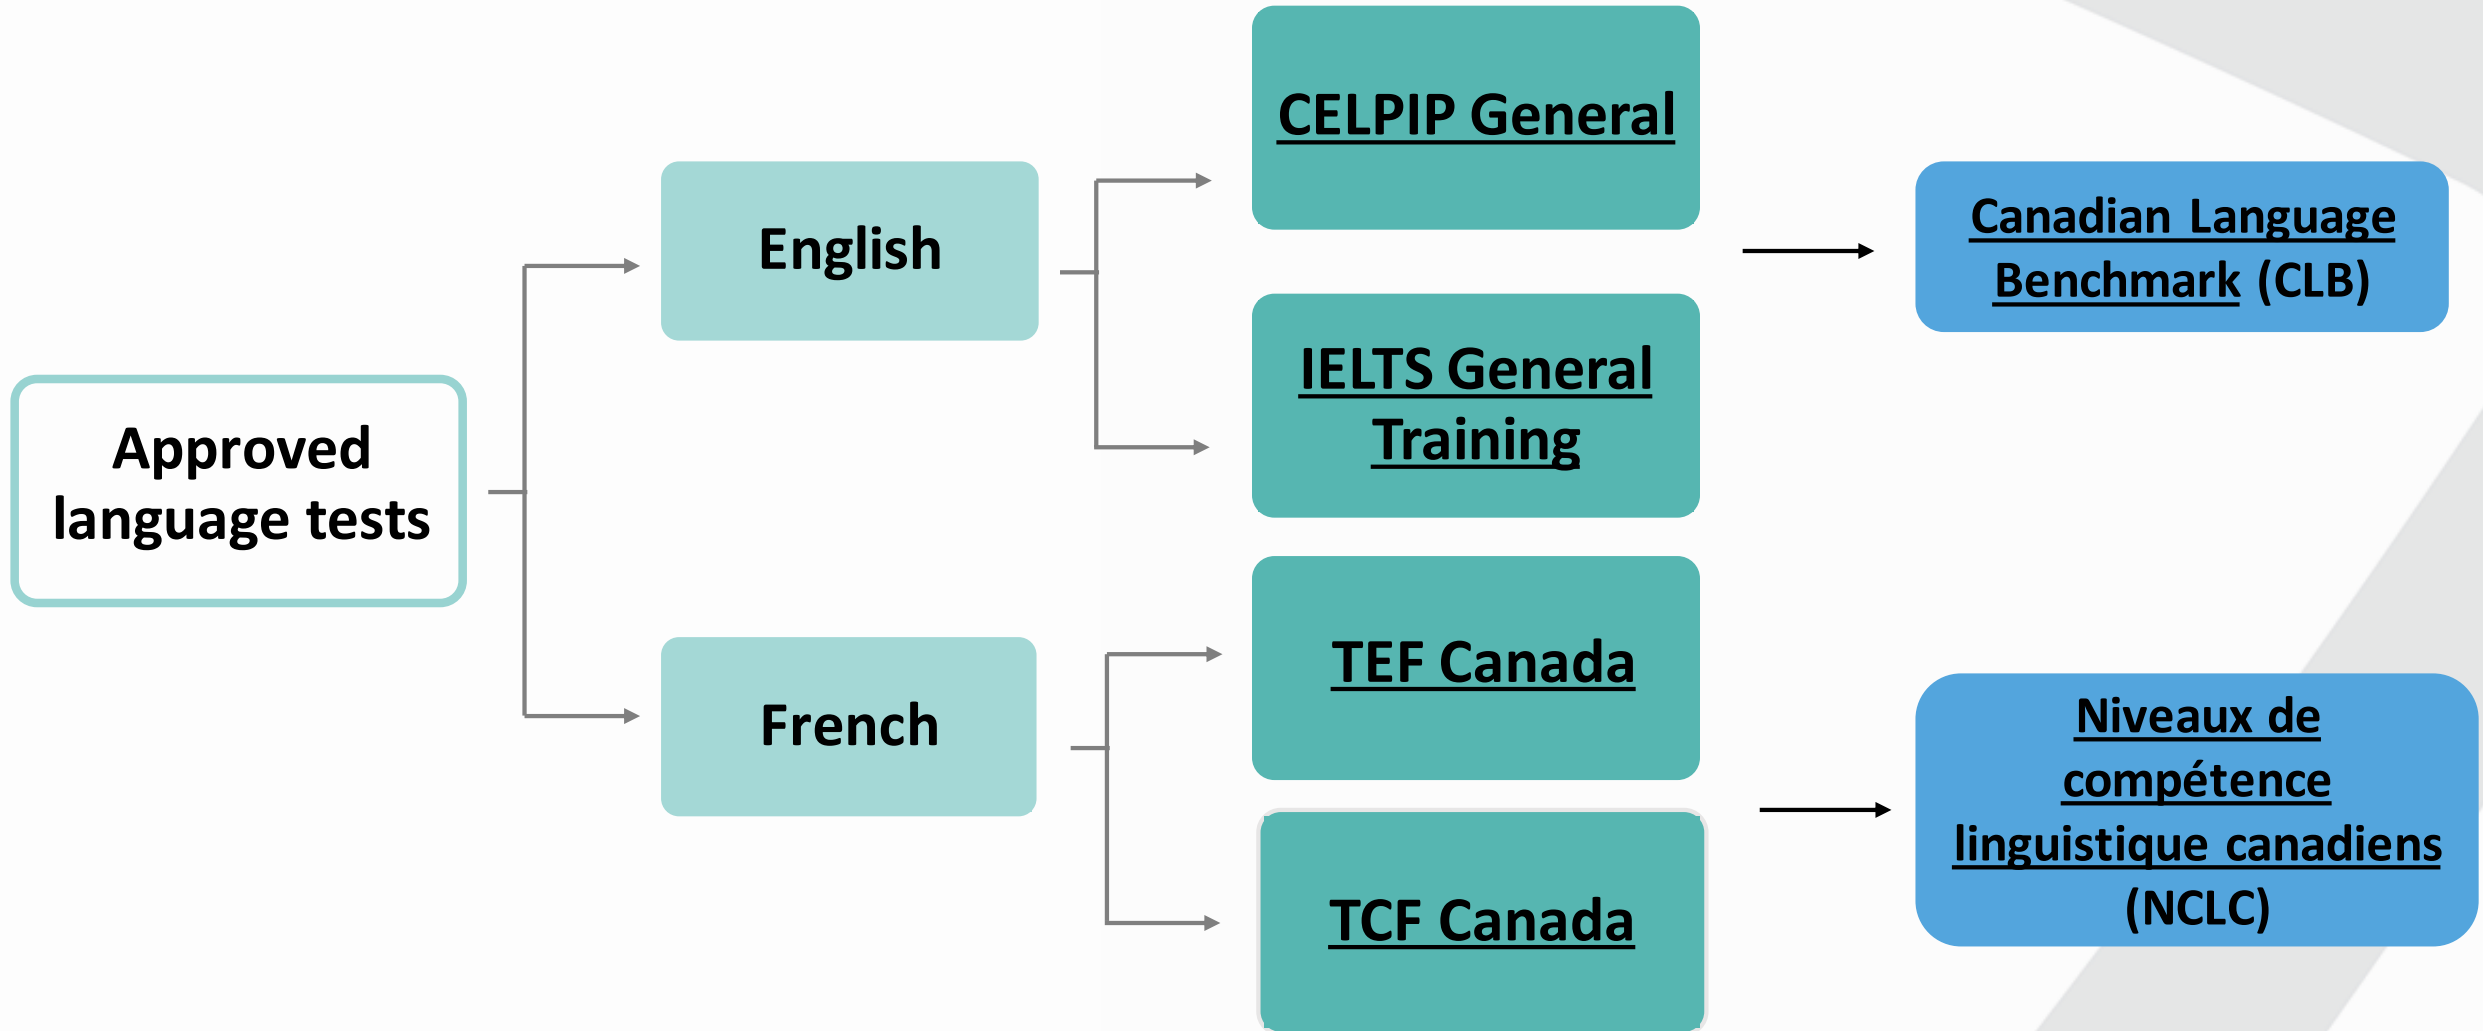 Approved
language tests
English
French
CELPIP General
IELTS General
Training
TEF Canada
TCF Canada
Canadian Language
Benchmark (CLB)
Niveaux de
compétence
linguistique canadiens
(NCLC)